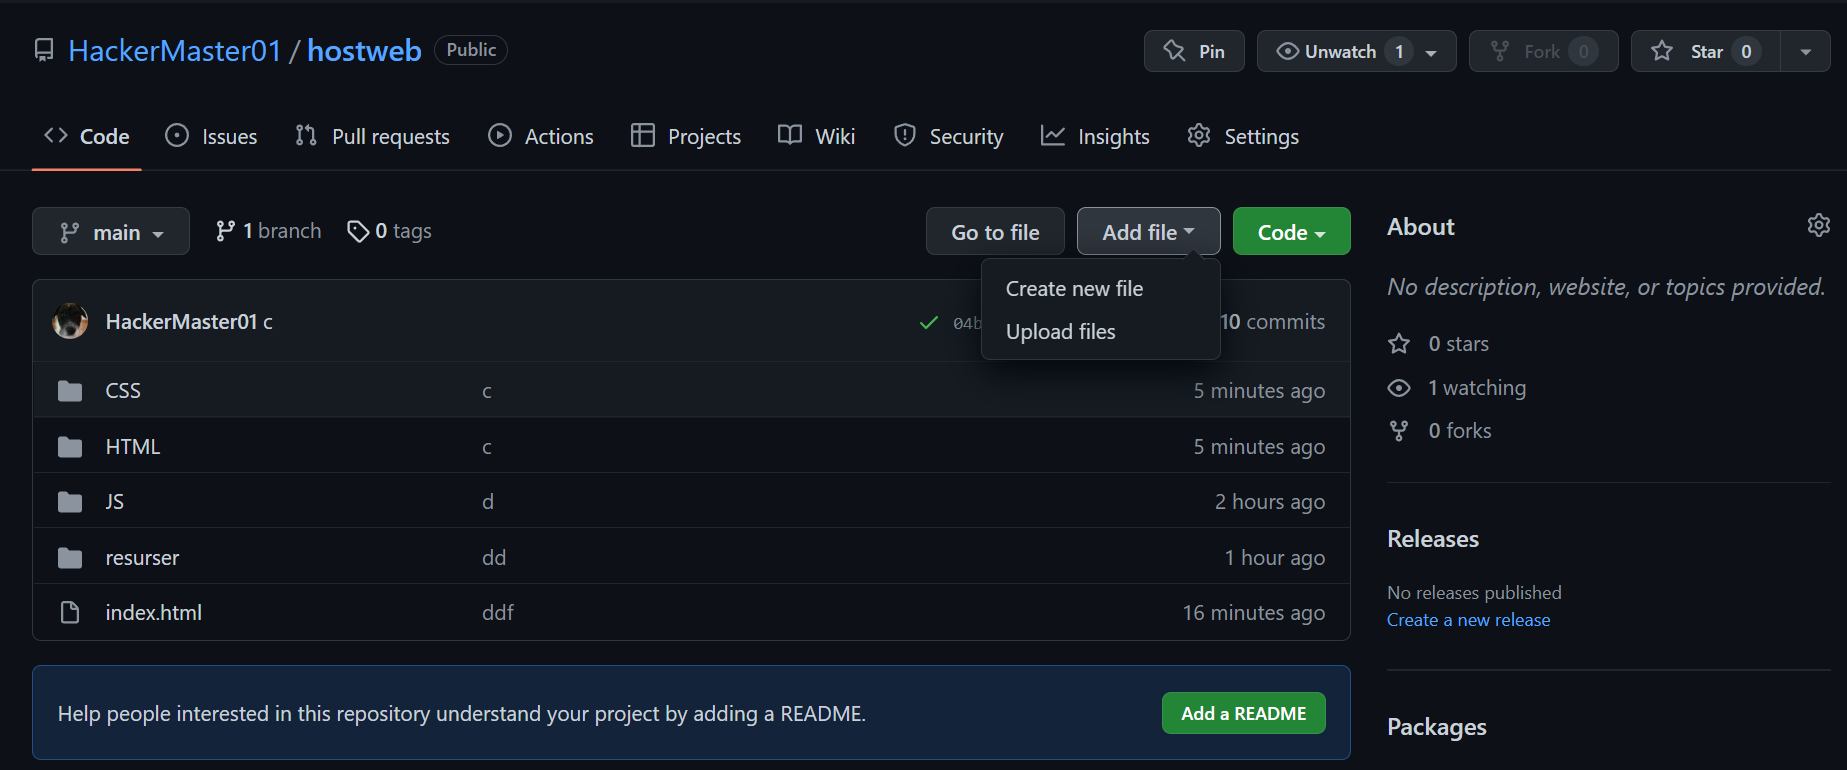 HackerMaster01 / hostweb Public
Pin Unwatch 1 Fork 0 Star 0
Code Issues Pull requests Actions Projects Wiki Security Insights Settings
main 1 branch 0 tags Go to file Add file Code
Create new file
Upload files
HackerMaster01 c 04b 10 commits
CSS c 5 minutes ago
HTML c 5 minutes ago
JS d 2 hours ago
resurser dd 1 hour ago
index.html ddf 16 minutes ago
Help people interested in this repository understand your project by adding a README. Add a README
About
No description, website, or topics provided.
0 stars
1 watching
0 forks
Releases
No releases published
Create a new release
Packages